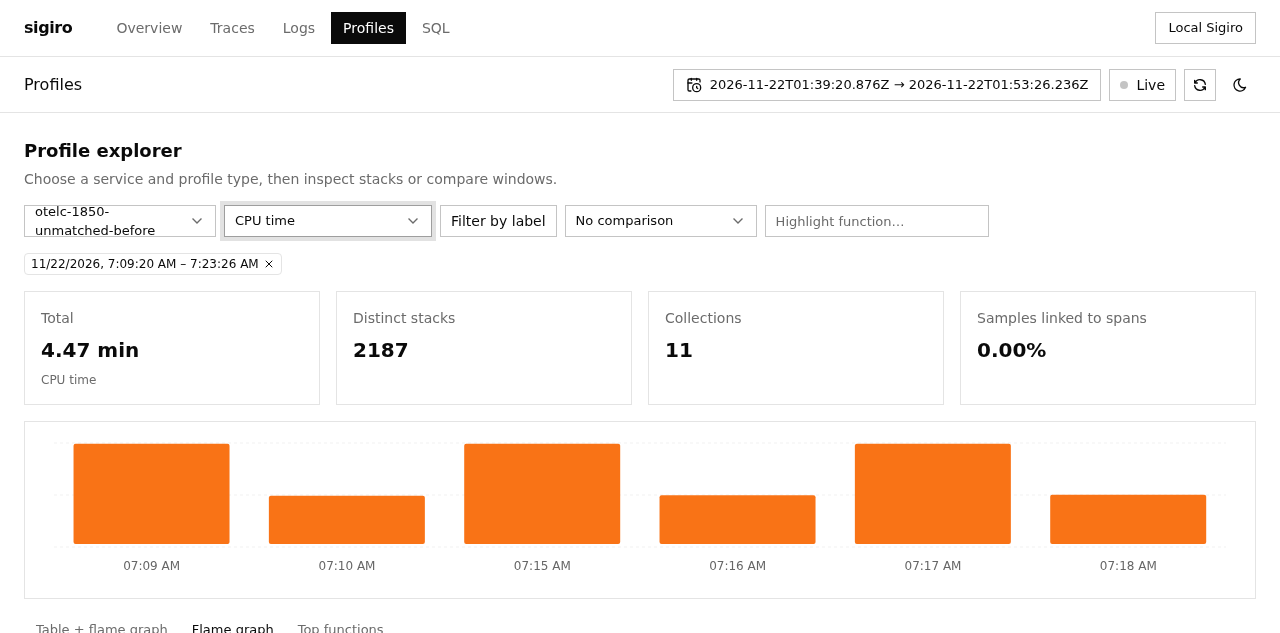 sigiro Overview Traces Logs Profiles SQL Local Sigiro
Profiles 2026-11-22T01:39:20.876Z → 2026-11-22T01:53:26.236Z Live
Profile explorer
Choose a service and profile type, then inspect stacks or compare windows.
otelc-1850-
unmatched-before
CPU time Filter by label No comparison Highlight function…
11/22/2026, 7:09:20 AM – 7:23:26 AM ×
Total Distinct stacks Collections Samples linked to spans
4.47 min 2187 11 0.00%
CPU time
07:09 AM 07:10 AM 07:15 AM 07:16 AM 07:17 AM 07:18 AM
Table + flame graph Flame graph Top functions